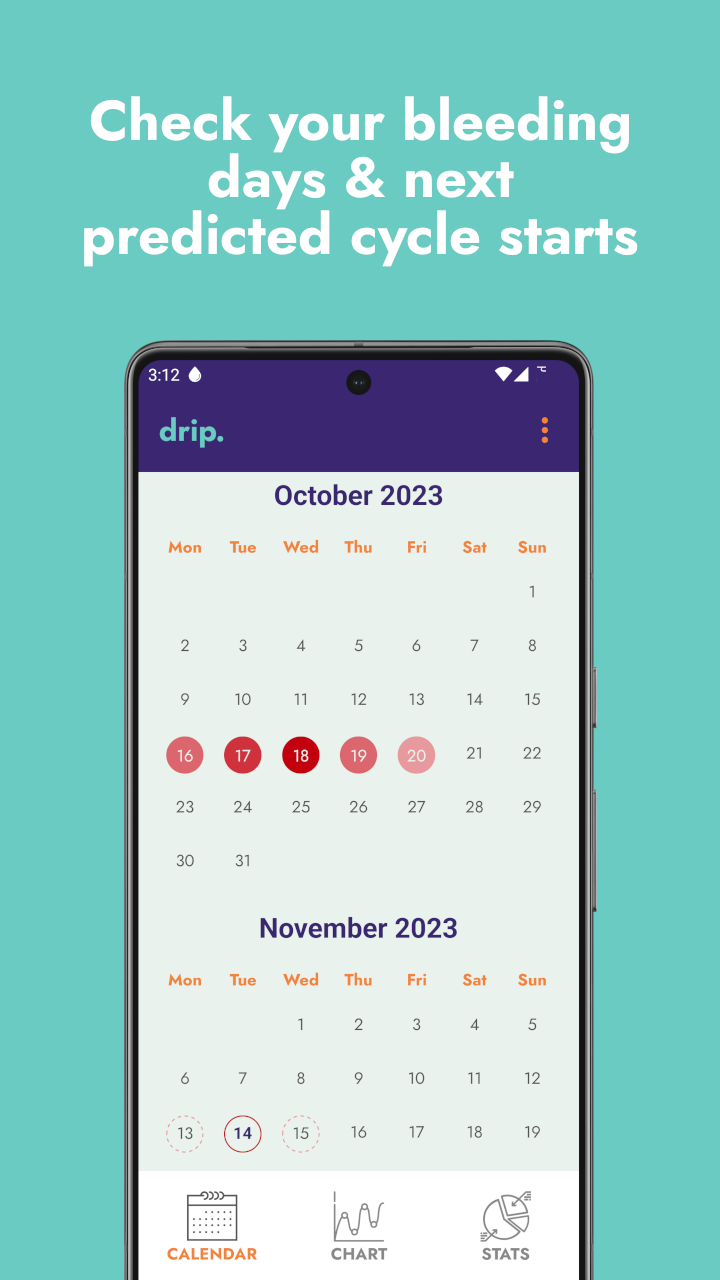 Check your bleeding
days & next
predicted cycle starts
3:12
drip.
October 2023
Mon Tue Wed Thu Fri Sat Sun
1
2 3 4 5 6 7 8
9 10 11 12 13 14 15
16 17 18 19 20 21 22
23 24 25 26 27 28 29
30 31
November 2023
Mon Tue Wed Thu Fri Sat Sun
1 2 3 4 5
6 7 8 9 10 11 12
13 14 15 16 17 18 19
CALENDAR CHART STATS